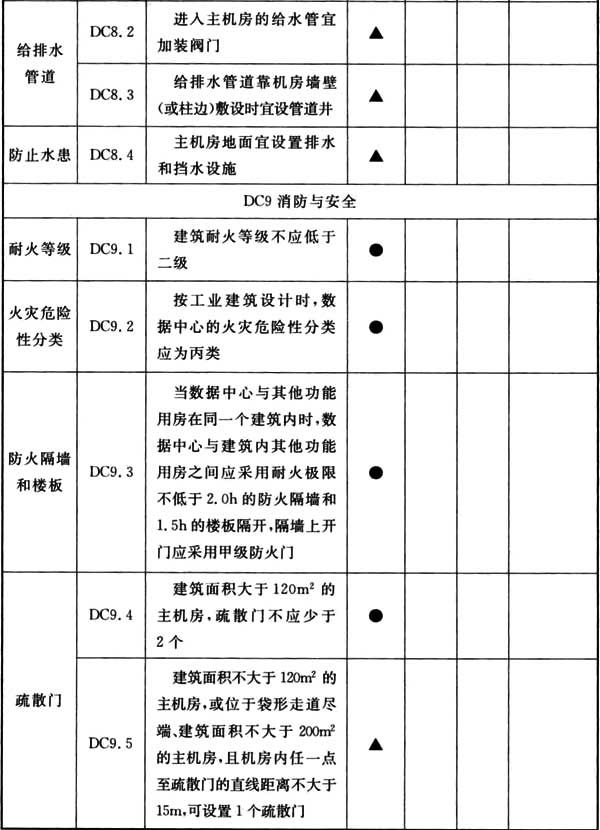 给排水
管道
DC8.2
进入主机房的给水管宜
加装阀门
▲
DC8.3
给排水管道靠机房墙壁
(或柱边)敷设时宜设管道井
▲
防止水患
DC8.4
主机房地面宜设置排水
和挡水设施
▲
DC9 消防与安全
耐火等级
DC9.1
建筑耐火等级不应低于
二级
●
火灾危险
性分类
DC9.2
按工业建筑设计时,数
据中心的火灾危险性分类
应为丙类
●
防火隔墙
和楼板
DC9.3
当数据中心与其他功能
用房在同一个建筑内时,数
据中心与建筑内其他功能
用房之间应采用耐火极限
不低于2.0h的防火隔墙和
1.5h的楼板隔开,隔墙上开
门应采用甲级防火门
●
疏散门
DC9.4
建筑面积大于120m² 的
主机房,疏散门不应少于
2个
●
DC9.5
建筑面积不大于120m² 的
主机房,或位于袋形走道尽
端、建筑面积不大于200m²
的主机房,且机房内任一点
至疏散门的直线距离不大于
15m,可设置1个疏散门
▲